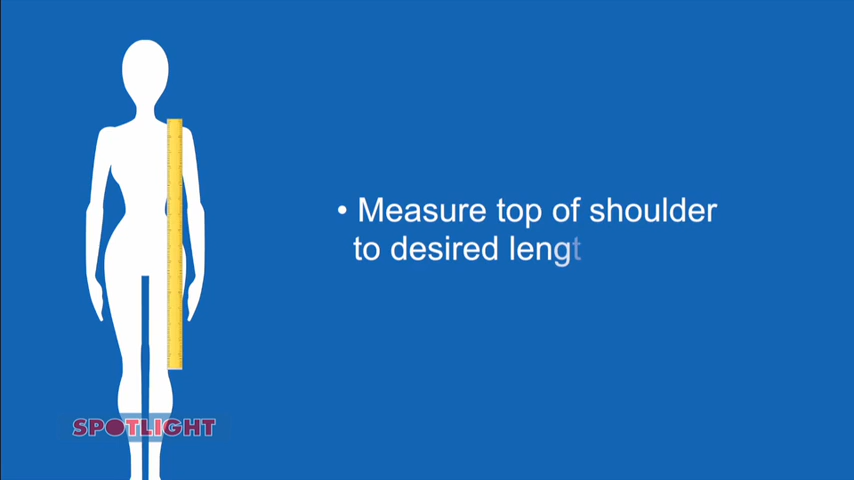 • Measure top of shoulder
to desired lengt
SPOTLIGHT